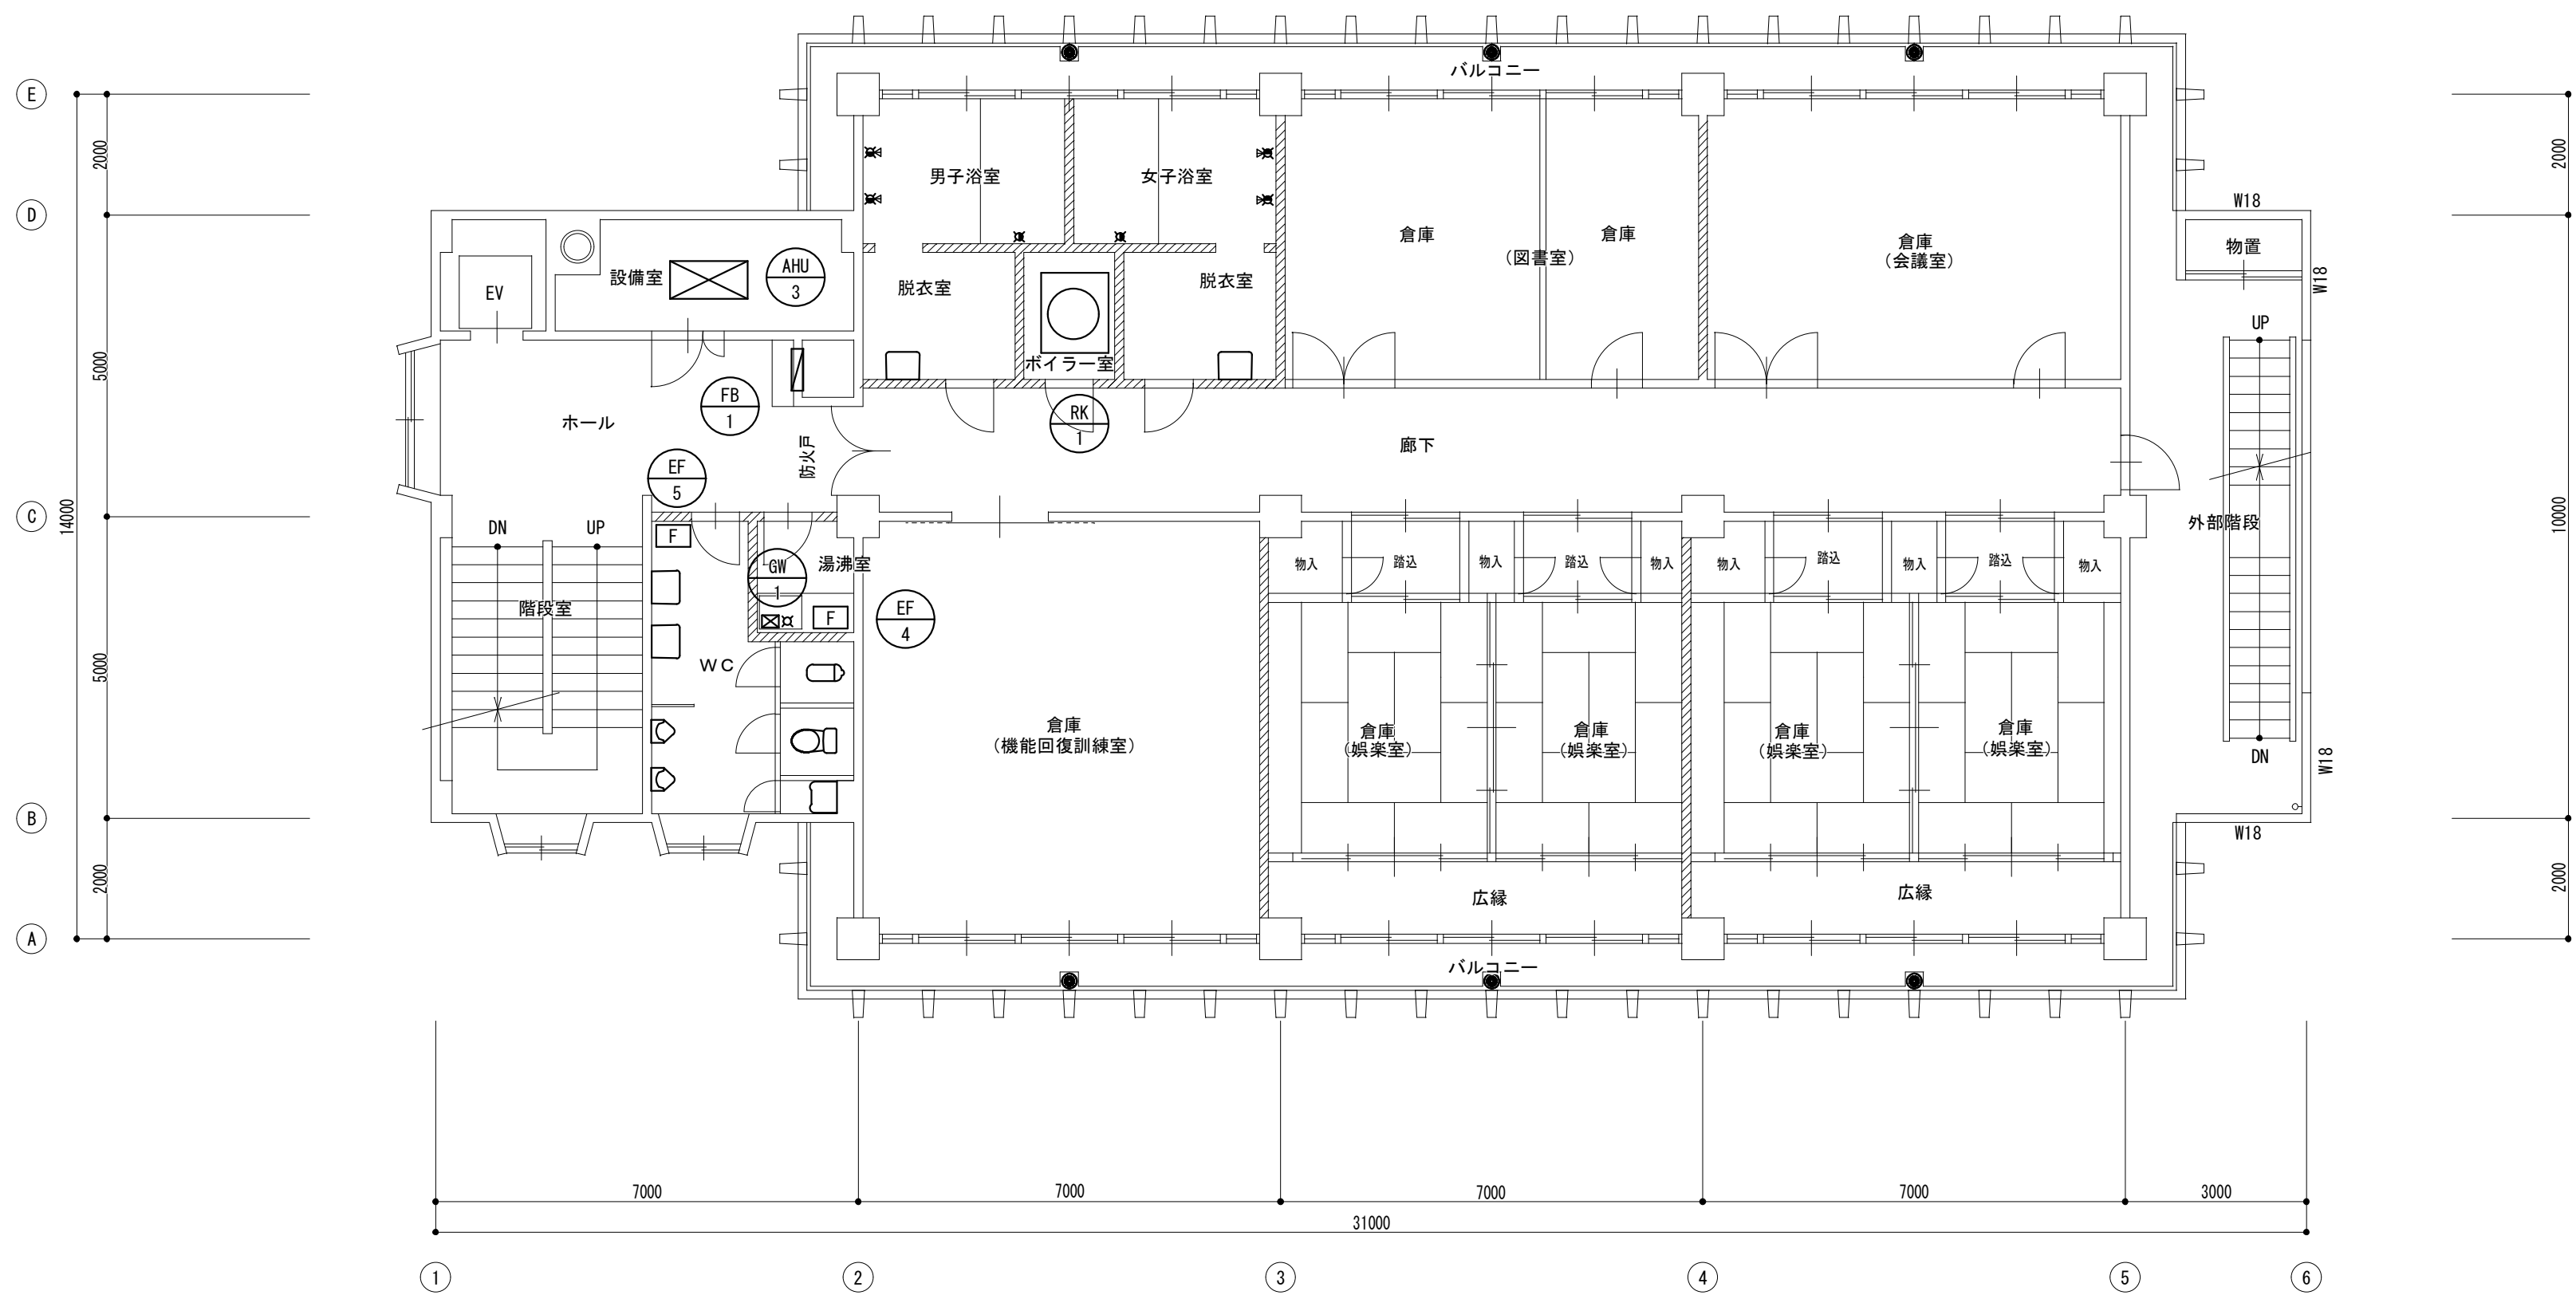 バルコニー
E
2000
2000
男子浴室
女子浴室
D
W18
倉庫
倉庫
倉庫
(会議室)
(図書室)
物置
設備室
AHU
3
脱衣室
脱衣室
W18
EV
UP
5000
ボイラー室
FB
1
RK
1
ホール
防火戸
廊下
EF
5
14000
C
10000
DN
UP
F
外部階段
GW
1
湯沸室
物入
踏込
物入
踏込
物入
物入
踏込
物入
踏込
物入
階段室
F
EF
4
5000
WC
倉庫
(機能回復訓練室)
倉庫
(娯楽室)
倉庫
(娯楽室)
倉庫
(娯楽室)
倉庫
(娯楽室)
DN
W18
B
W18
2000
2000
広縁
広縁
A
バルコニー
7000
7000
7000
7000
3000
31000
1
2
3
4
5
6